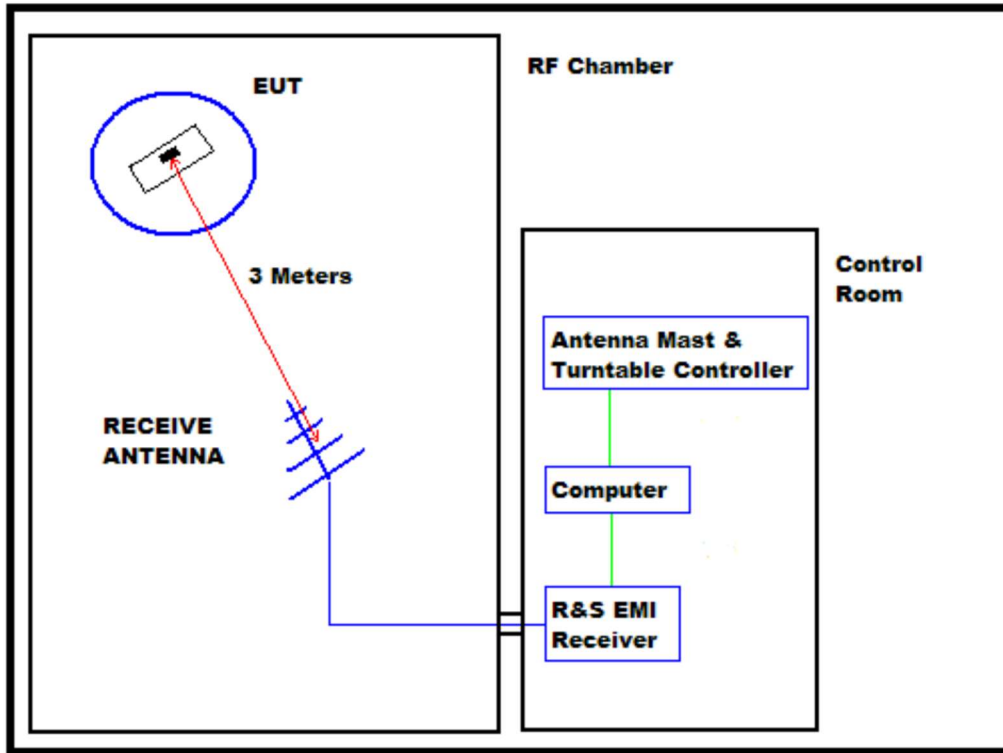 EUT
RF Chamber
3 Meters
RECEIVE
ANTENNA
Control
Room
Antenna Mast &
Turntable Controller
Computer
R&S EMI
Receiver